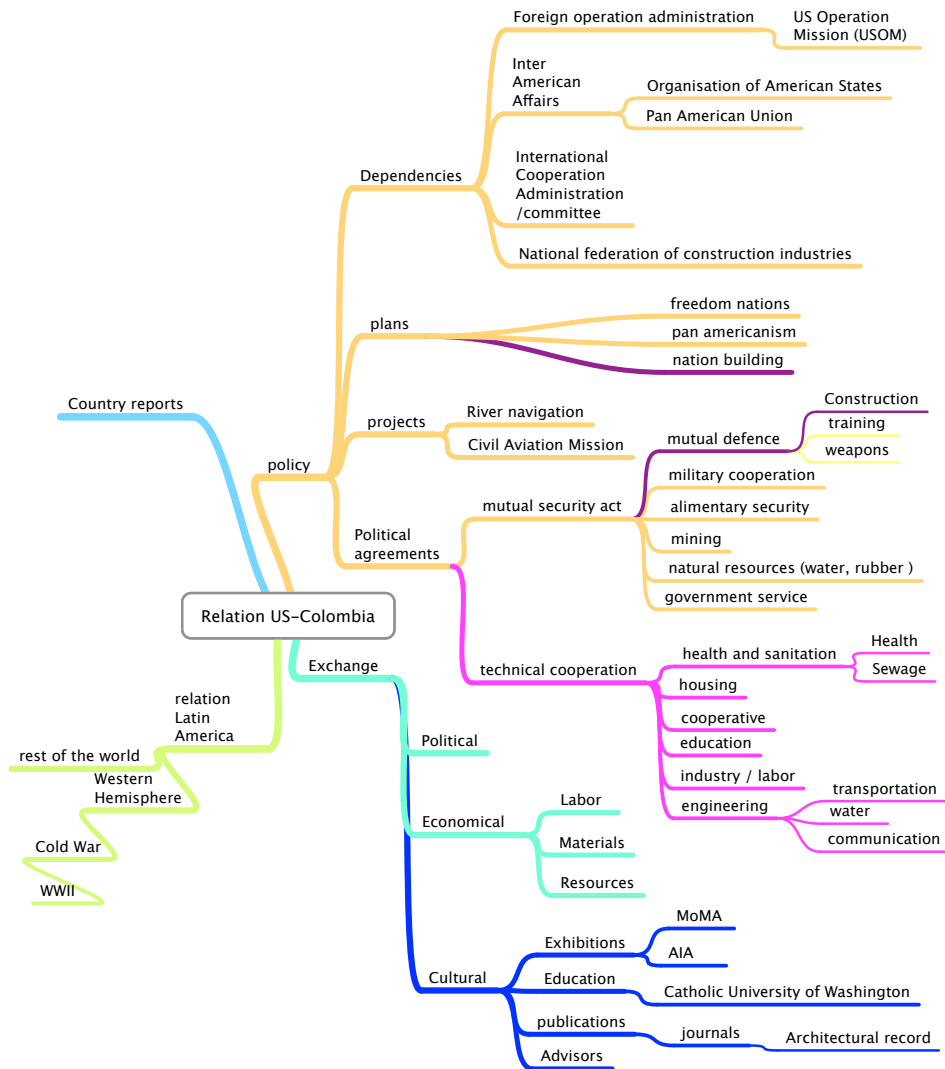 Foreign operation administration
US Operation
Mission (USOM)
Inter
American
Affairs
Organisation of American States
Pan American Union
Dependencies
International
Cooperation
Administration
/committee
National federation of construction industries
plans
freedom nations
pan americanism
nation building
Country reports
policy
projects
River navigation
Civil Aviation Mission
Political
agreements
mutual security act
mutual defence
Construction
training
weapons
military cooperation
alimentary security
mining
natural resources (water, rubber )
government service
technical cooperation
health and sanitation
Health
Sewage
housing
cooperative
education
industry / labor
engineering
transportation
water
communication
Relation US-Colombia
Exchange
Political
Economical
Labor
Materials
Resources
Cultural
Exhibitions
MoMA
AIA
Education
Catholic University of Washington
publications
journals
Architectural record
Advisors
relation
Latin
America
rest of the world
Western
Hemisphere
Cold War
WWII